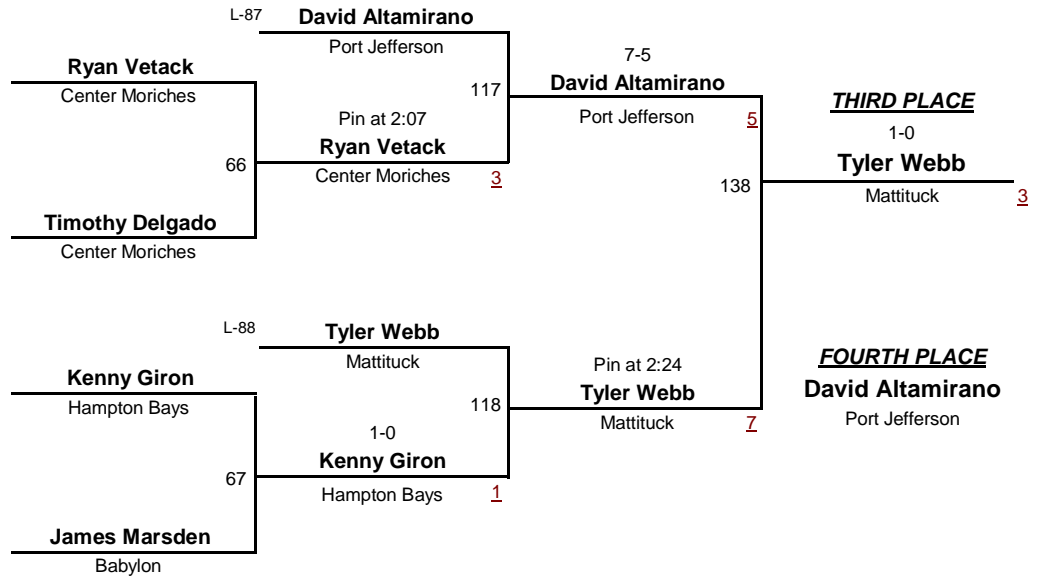 L-87
David Altamirano
Port Jefferson
Ryan Vetack
Center Moriches
117
Pin at 2:07
Ryan Vetack
Center Moriches
3
66
Timothy Delgado
Center Moriches
7-5
David Altamirano
Port Jefferson
5
138
THIRD PLACE
1-0
Tyler Webb
Mattituck
3
L-88
Tyler Webb
Mattituck
Kenny Giron
Hampton Bays
118
1-0
Kenny Giron
Hampton Bays
1
67
James Marsden
Babylon
Pin at 2:24
Tyler Webb
Mattituck
7
FOURTH PLACE
David Altamirano
Port Jefferson